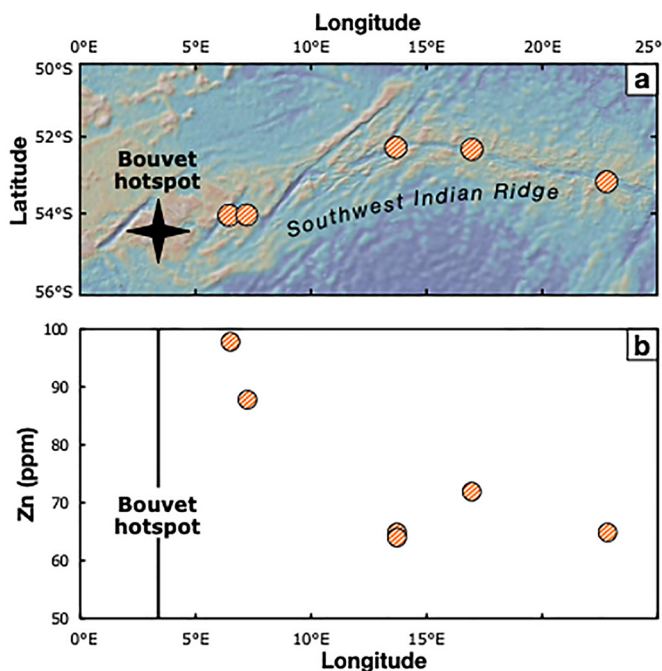 Longitude
0°E 5°E 10°E 15°E 20°E 25°
50°S
a
52°S
Bouvet
hotspot
Latitude
54°S
Southwest Indian Ridge
56°S
100
b
90
80
Zn (ppm)
70
Bouvet
hotspot
60
50
0°E 5°E 10°E 15°E
Longitude